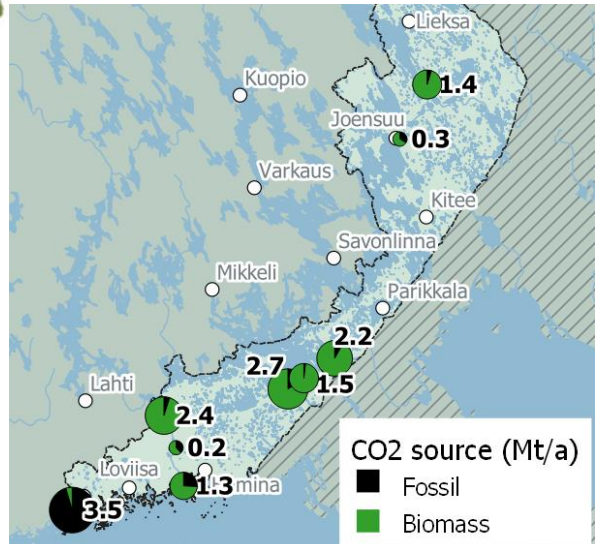 Lieksa
Kuopio
1.4
Joensuu
0.3
Varkaus
Kitee
Savonlinna
Mikkeli
Parikkala
2.2
2.7
1.5
Lahti
2.4
0.2
Loviisa
1.3
mina
3.5
CO2 source (Mt/a)
Fossil
Biomass